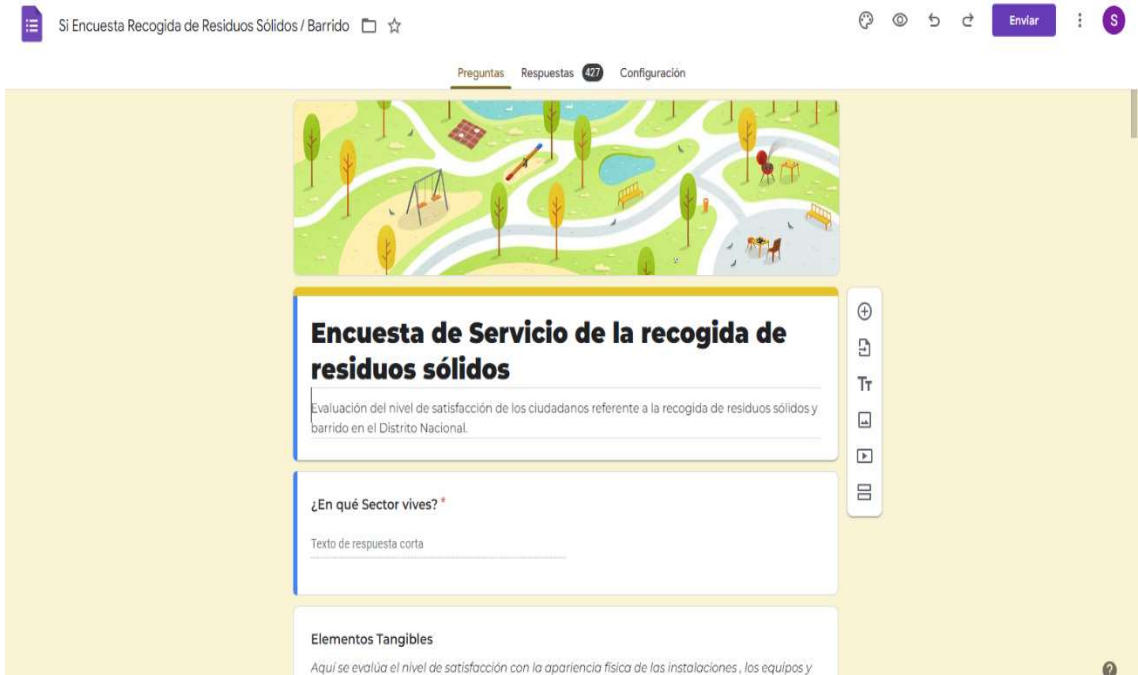 Si Encuesta Recogida de Residuos Sólidos / Barrido
Enviar
S
Preguntas Respuestas 427 Configuración
Encuesta de Servicio de la recogida de
residuos sólidos
Evaluación del nivel de satisfacción de los ciudadanos referente a la recogida de residuos sólidos y
barrido en el Distrito Nacional.
¿En qué Sector vives? *
Texto de respuesta corta
Elementos Tangibles
Aquí se evalúa el nivel de satisfacción con la apariencia física de las instalaciones, los equipos y